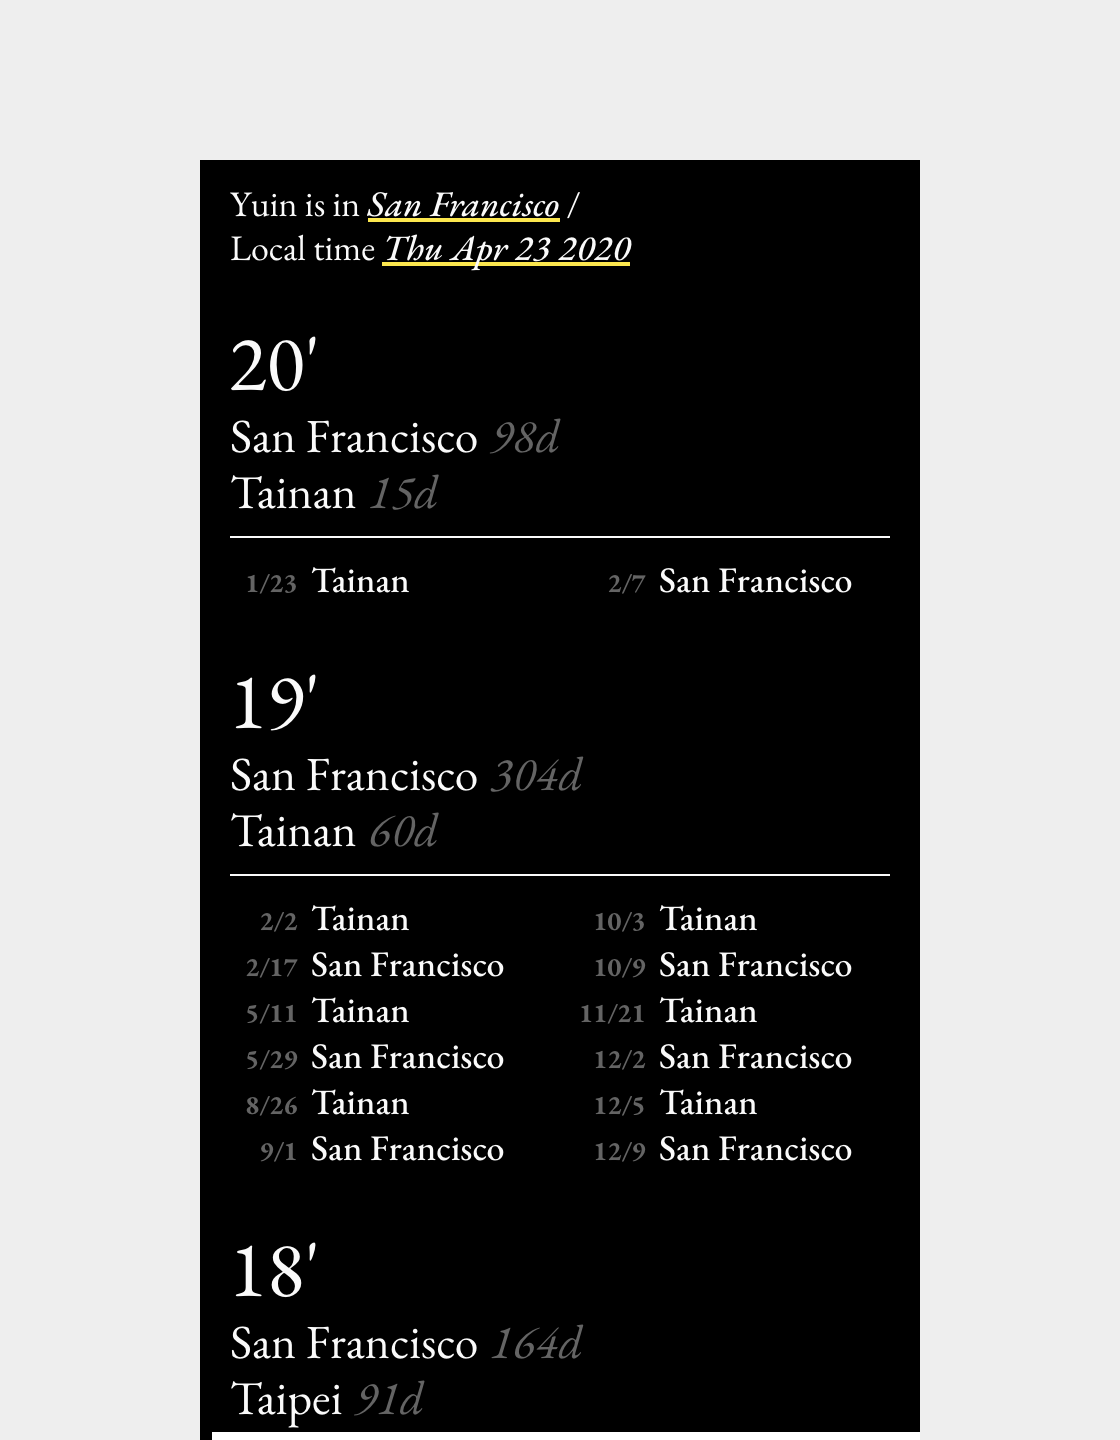 Yuin is in San Francisco /
Local time Thu Apr 23 2020
20'
San Francisco 98d
Tainan 15d
1/23 Tainan
2/7 San Francisco
19'
San Francisco 304d
Tainan 60d
2/2 Tainan
2/17 San Francisco
5/11 Tainan
5/29 San Francisco
8/26 Tainan
9/1 San Francisco
10/3 Tainan
10/9 San Francisco
11/21 Tainan
12/2 San Francisco
12/5 Tainan
12/9 San Francisco
18'
San Francisco 164d
Taipei 91d